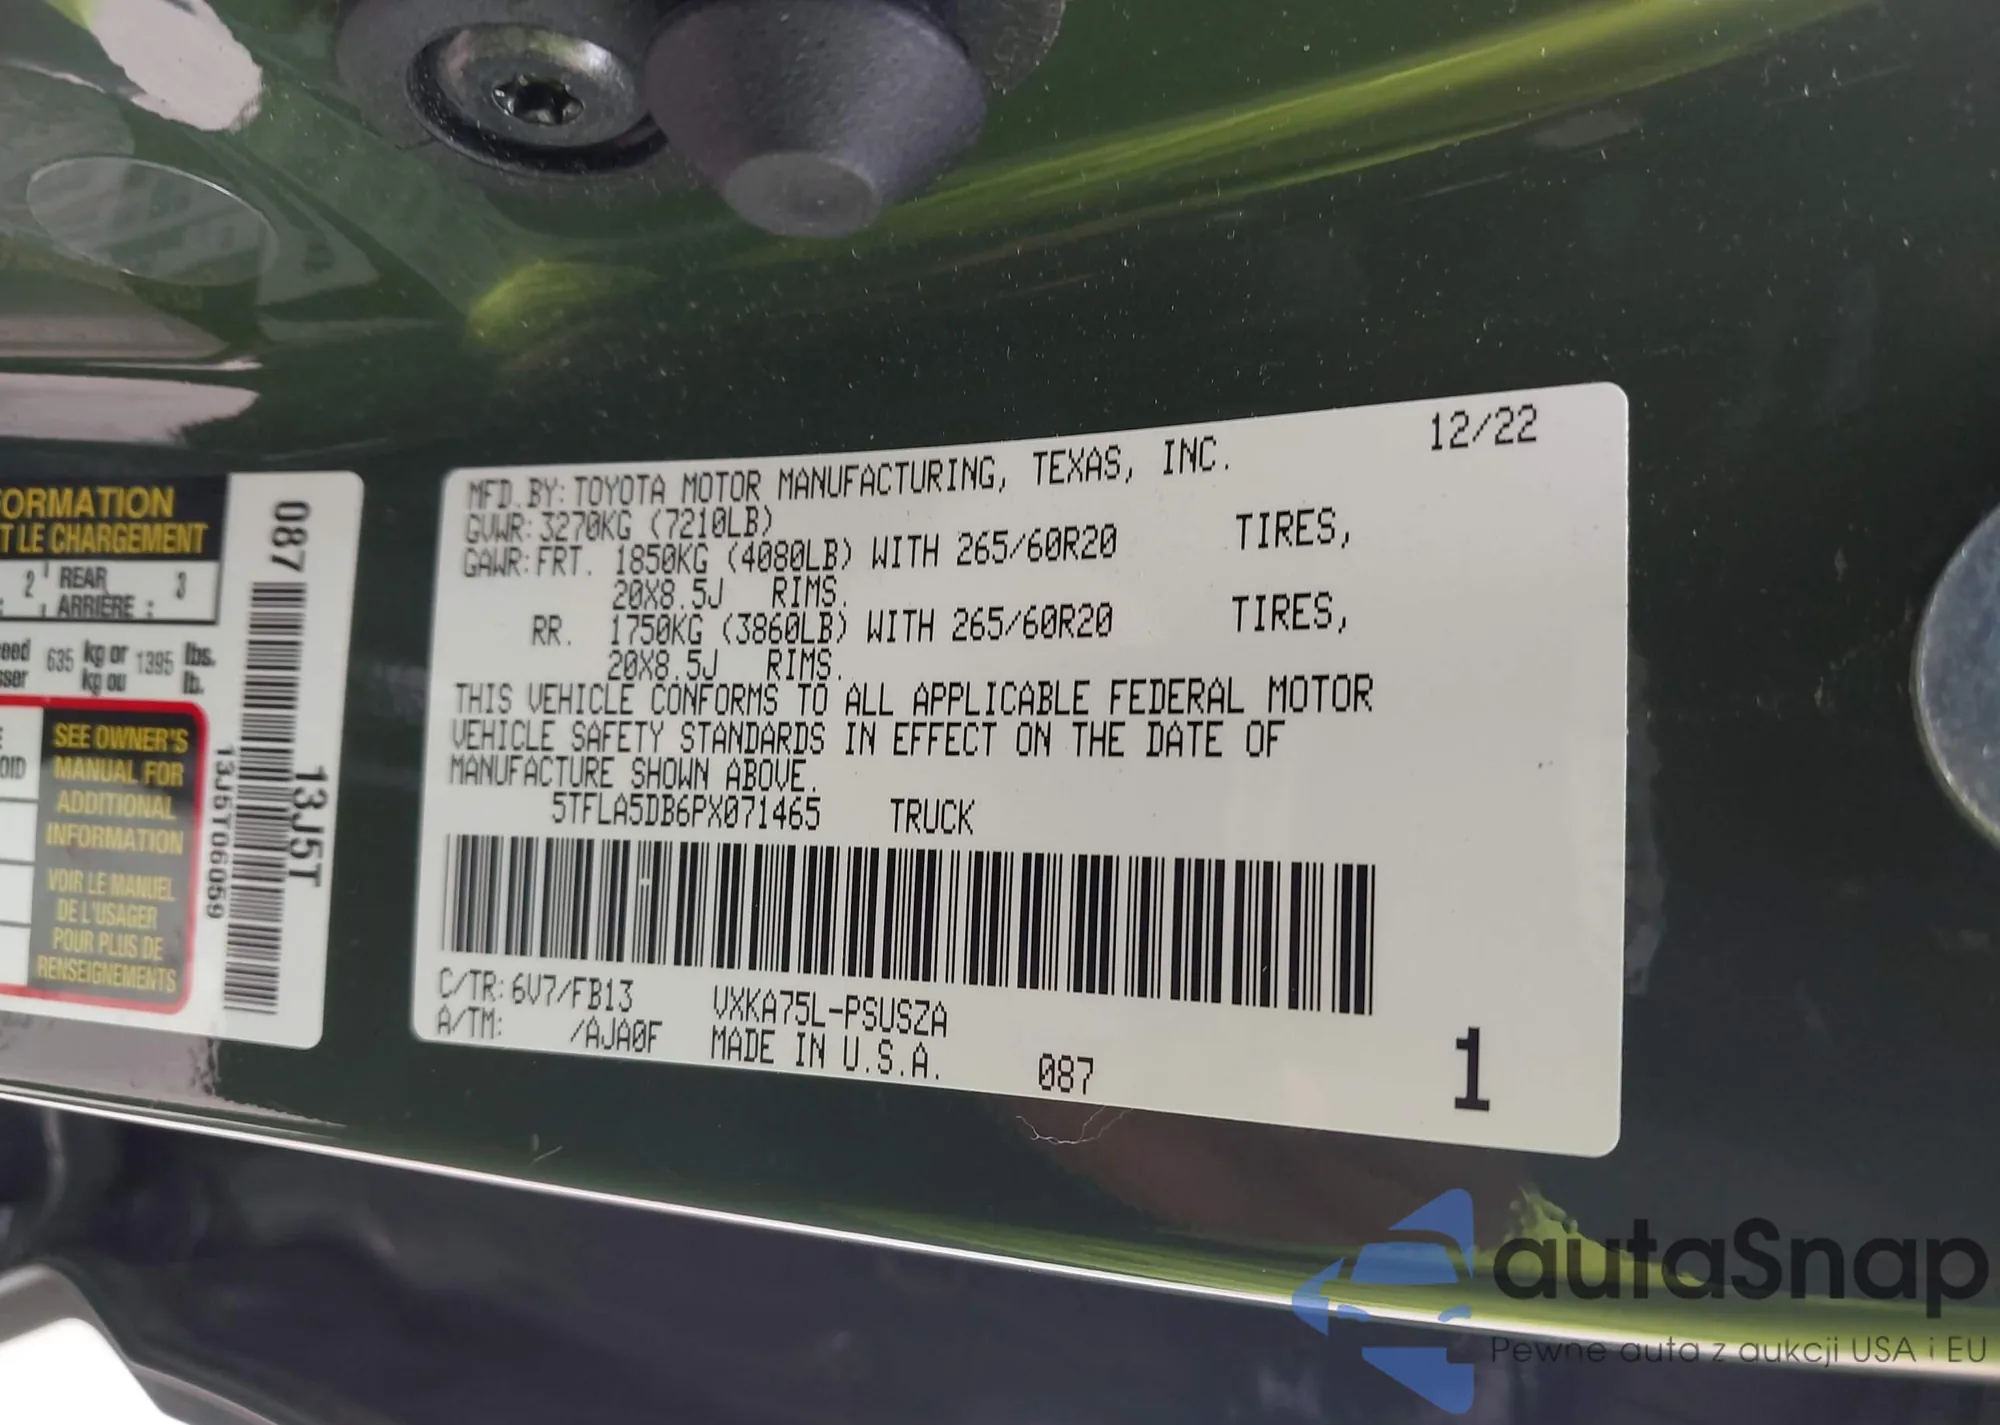 FORMATION
T LE CHARGEMENT
2 REAR 3
ARRIÈRE :
635 kg or 1395 lbs.
kg ou lb.
SEE OWNER'S
MANUAL FOR
ADDITIONAL
INFORMATION
VOIR LE MANUEL
DE L'USAGER
POUR PLUS DE
RENSEIGNEMENTS
087
13J5T
13J5T06059
12/22
MFD.BY:TOYOTA MOTOR MANUFACTURING, TEXAS, INC.
GVWR:3270KG (7210LB)
GAWR:FRT. 1850KG (4080LB) WITH 265/60R20 TIRES,
20X8.5J RIMS.
RR. 1750KG (3860LB) WITH 265/60R20 TIRES,
20X8.5J RIMS.
THIS VEHICLE CONFORMS TO ALL APPLICABLE FEDERAL MOTOR
VEHICLE SAFETY STANDARDS IN EFFECT ON THE DATE OF
MANUFACTURE SHOWN ABOVE.
5TFLA5DB6PX071465 TRUCK
C/TR:6V7/FB13 VXKA75L-PSUSZA
A/TM: /AJA0F MADE IN U.S.A. 087
1
autaSnap
Pewne auta z aukcji USA i EU